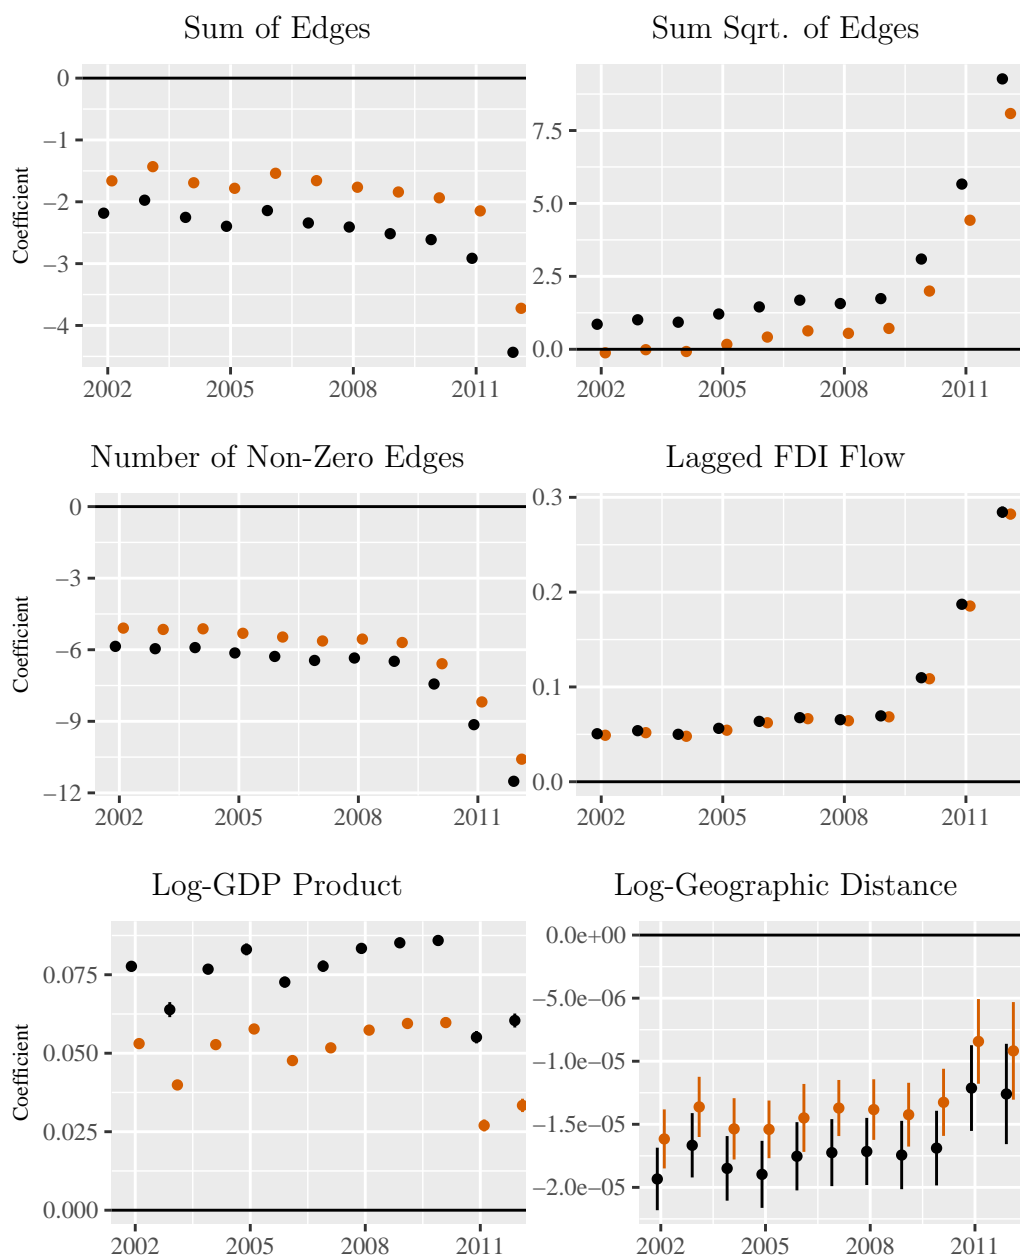 Sum of Edges
Coefficient
0
−1
−2
−3
−4
2002 2005 2008 2011
Sum Sqrt. of Edges
7.5
5.0
2.5
0.0
2002 2005 2008 2011
Number of Non-Zero Edges
Coefficient
0
−3
−6
−9
−12
2002 2005 2008 2011
Lagged FDI Flow
0.3
0.2
0.1
0.0
2002 2005 2008 2011
Log-GDP Product
Coefficient
0.075
0.050
0.025
0.000
2002 2005 2008 2011
Log-Geographic Distance
0.0e+00
−5.0e−06
−1.0e−05
−1.5e−05
−2.0e−05
2002 2005 2008 2011